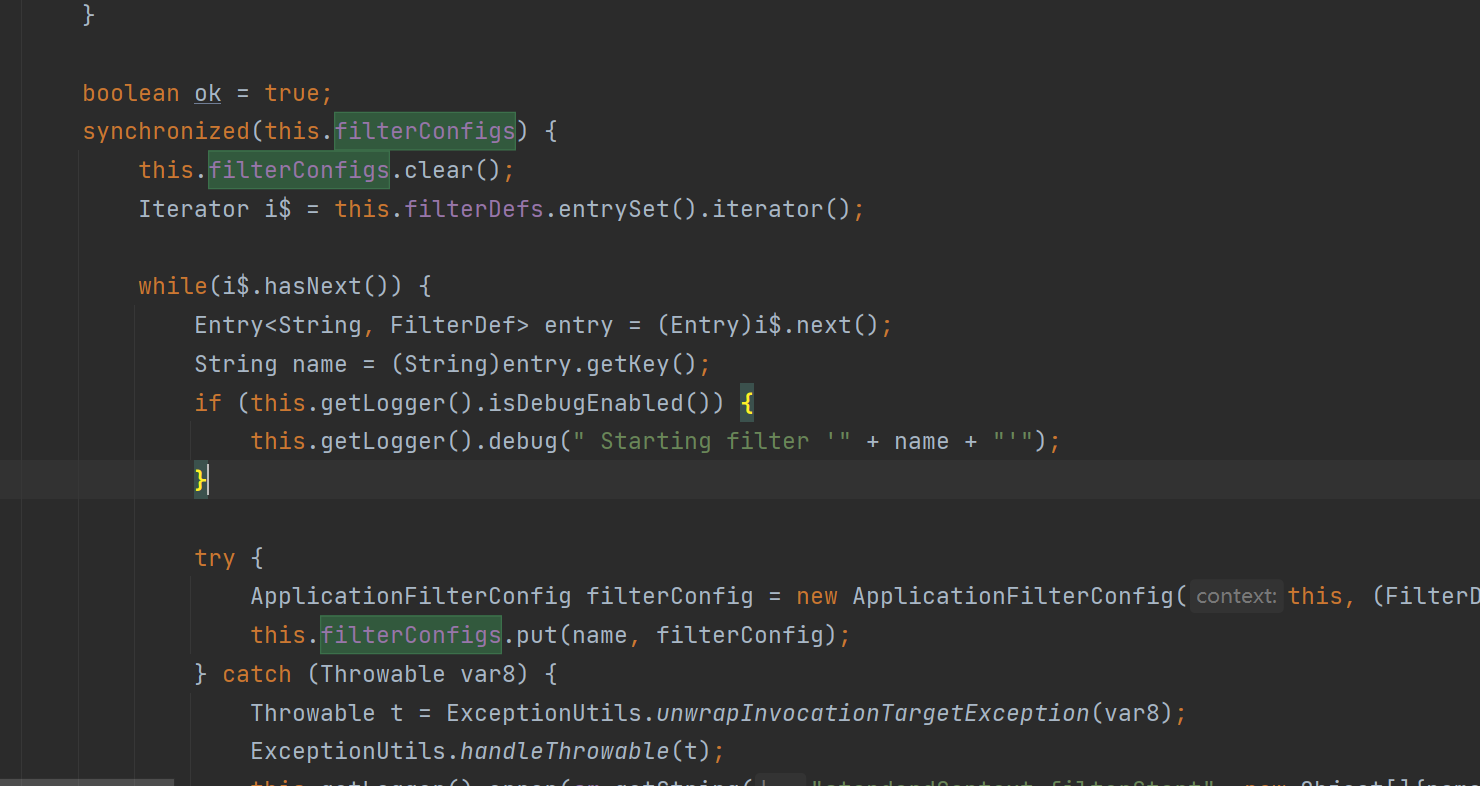 }
boolean ok = true;
synchronized(this.filterConfigs) {
this.filterConfigs.clear();
Iterator i$ = this.filterDefs.entrySet().iterator();
while(i$.hasNext()) {
Entry<String, FilterDef> entry = (Entry)i$.next();
String name = (String)entry.getKey();
if (this.getLogger().isDebugEnabled()) {
this.getLogger().debug(" Starting filter '" + name + "'");
}
try {
ApplicationFilterConfig filterConfig = new ApplicationFilterConfig( context: this, (FilterD
this.filterConfigs.put(name, filterConfig);
} catch (Throwable var8) {
Throwable t = ExceptionUtils.unwrapInvocationTargetException(var8);
ExceptionUtils.handleThrowable(t);